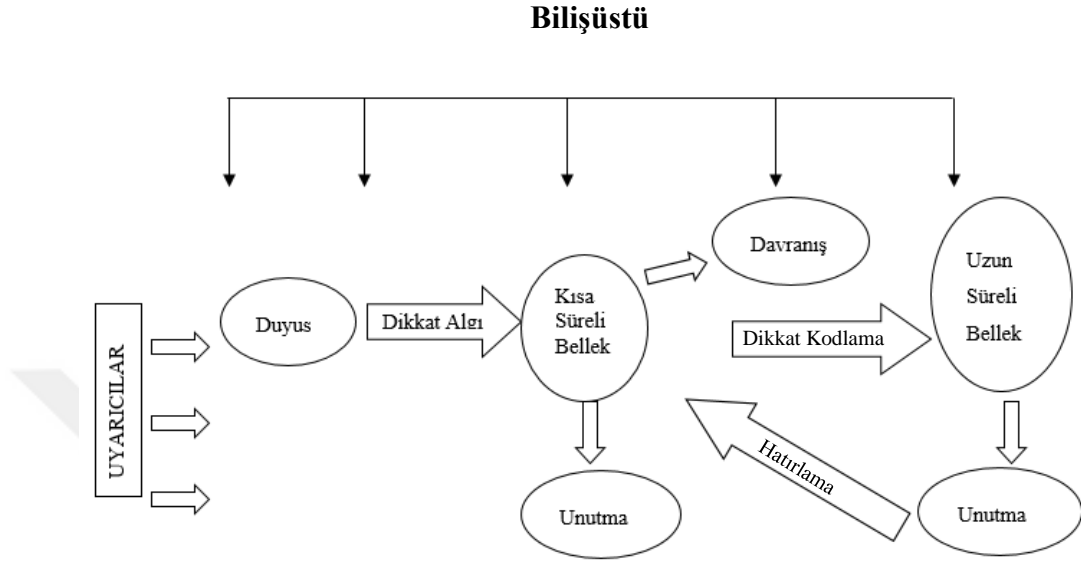 Bilişüstü
UYARICILAR
Duyus
Dikkat Algı
Kısa
Süreli
Bellek
Davranış
Dikkat Kodlama
Uzun
Süreli
Bellek
Hatırlama
Unutma
Unutma